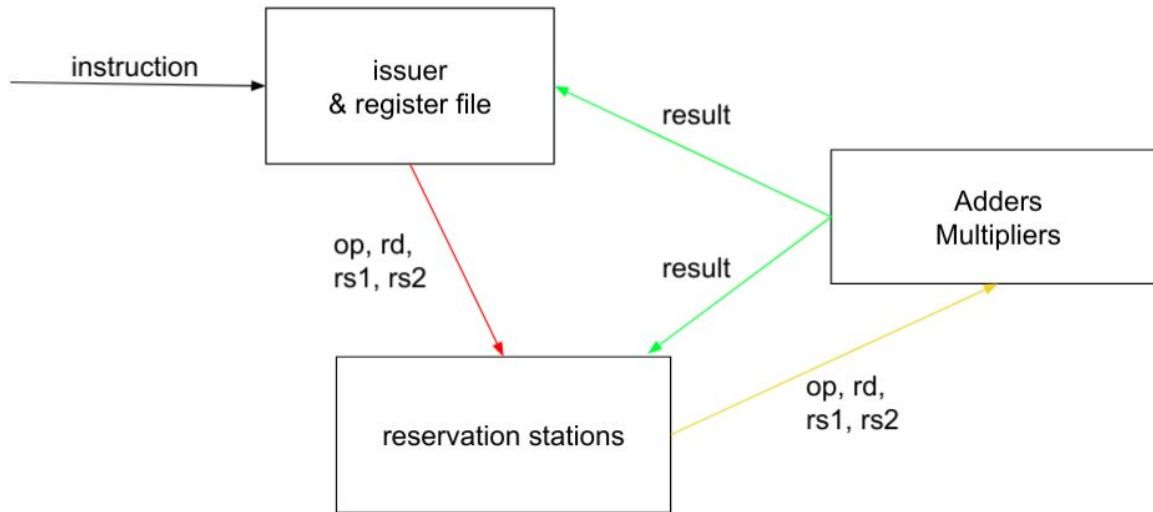 instruction
issuer
& register file
result
Adders
Multipliers
op, rd,
rs1, rs2
result
op, rd,
rs1, rs2
reservation stations